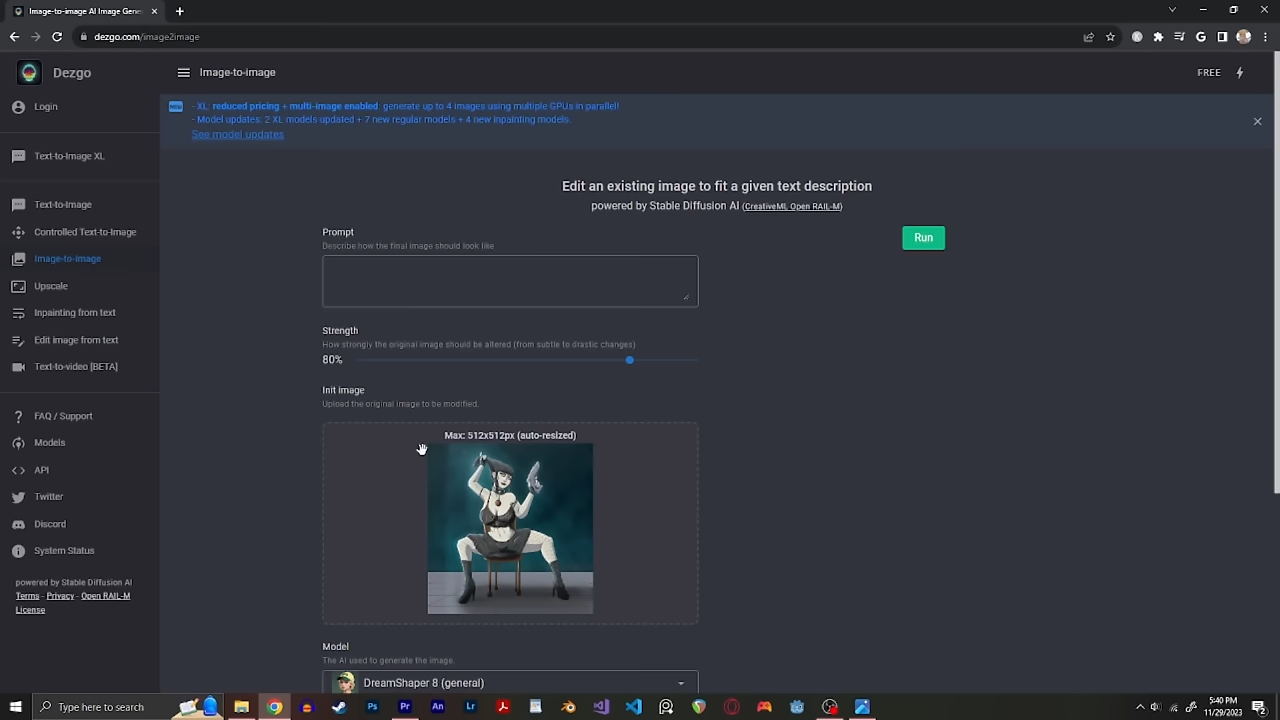 Image-to-image AI Image Gene
dezgo.com/image2image
Dezgo
Image-to-image
FREE
Login
NEW
- XL: reduced pricing + multi-image enabled. generate up to 4 images using multiple GPUs in parallel!
- Model updates: 2 XL models updated + 7 new regular models + 4 new inpainting models.
See model updates
Text-to-Image XL
Text-to-Image
Controlled Text-to-Image
Image-to-Image
Upscale
Inpainting from text
Edit image from text
Text-to-video [BETA]
FAQ / Support
Models
API
Twitter
Discord
System Status
powered by Stable Diffusion AI
Terms - Privacy - Open RAIL-M
License
Edit an existing image to fit a given text description
powered by Stable Diffusion AI (CreativeML Open RAIL-M)
Prompt
Describe how the final image should look like
Run
Strength
How strongly the original image should be altered (from subtle to drastic changes)
80%
Init image
Upload the original image to be modified.
Max: 512x512px (auto-resized)
Model
The AI used to generate the image.
DreamShaper 8 (general)
Type here to search
Ps
Pr
An
Lr
5:40 PM
11/29/2023